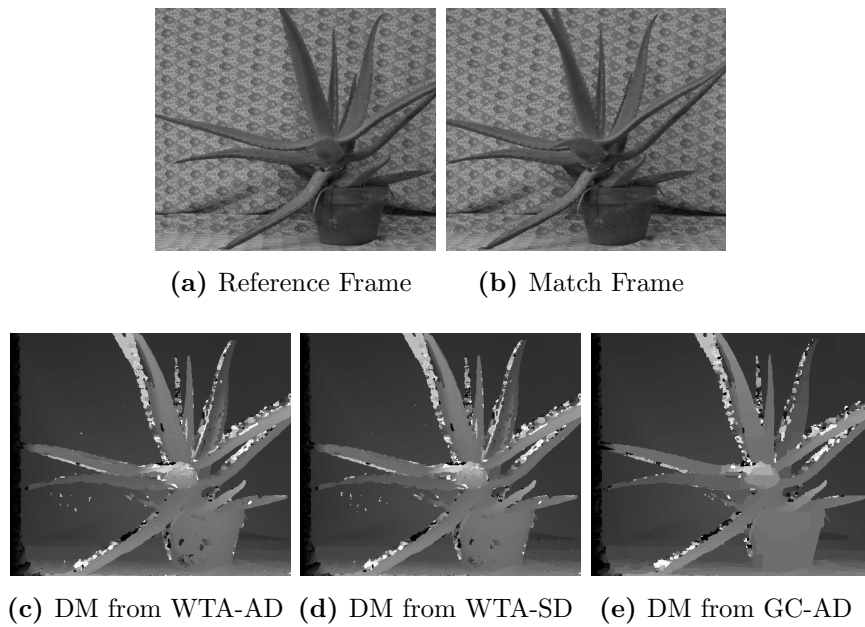 (a) Reference Frame
(b) Match Frame
(c) DM from WTA-AD
(d) DM from WTA-SD
(e) DM from GC-AD